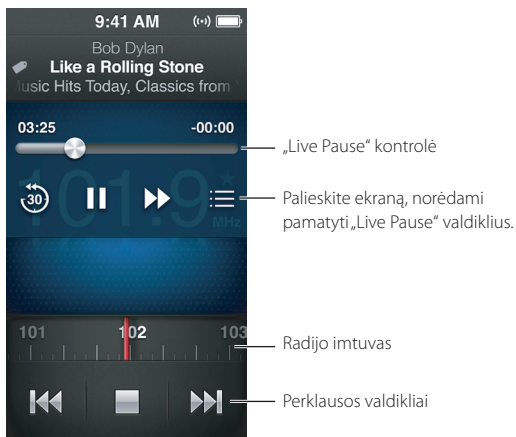 9:41 AM
Bob Dylan
Like a Rolling Stone
usic Hits Today, Classics from
03:25
-00:00
„Live Pause“ kontrolė
30
101.9
MHz
Palieskite ekraną, norėdami
pamatyti „Live Pause“ valdiklius.
101
102
103
Radijo imtuvas
Perklausos valdikliai